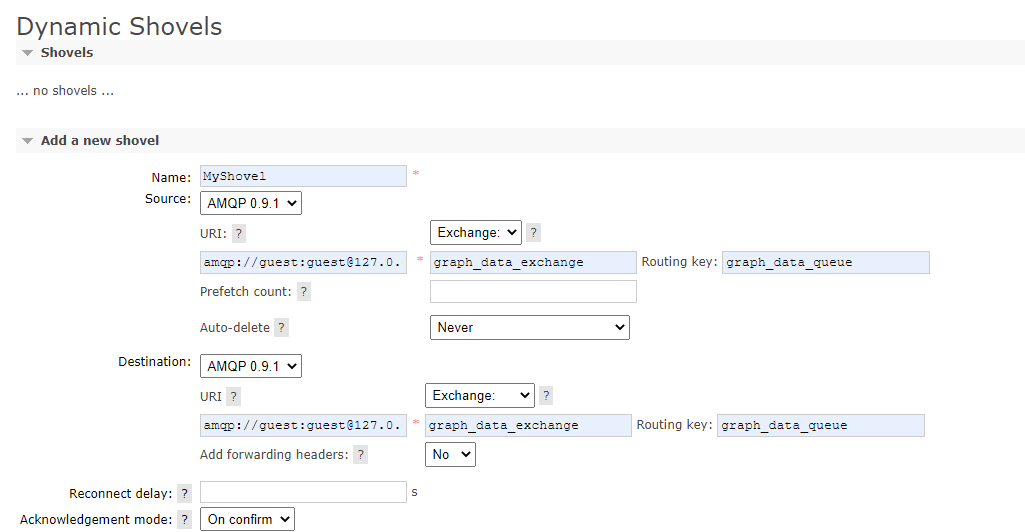 Dynamic Shovels
Shovels
... no shovels ...
Add a new shovel
Name: MyShovel *
Source: AMQP 0.9.1
URI: ? Exchange: ?
amqp://guest:guest@127.0. * graph_data_exchange Routing key: graph_data_queue
Prefetch count: ?
Auto-delete ? Never
Destination: AMQP 0.9.1
URI ? Exchange: ?
amqp://guest:guest@127.0. * graph_data_exchange Routing key: graph_data_queue
Add forwarding headers: ? No
Reconnect delay: ? s
Acknowledgement mode: ? On confirm